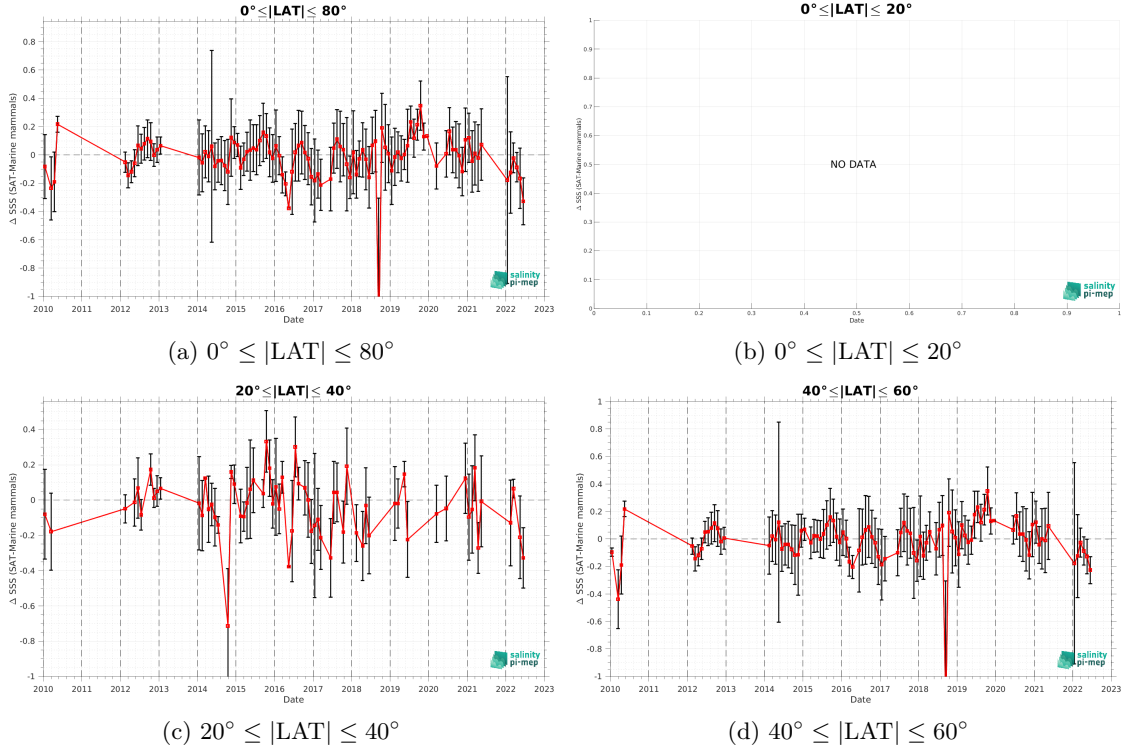 0°≤|LAT|≤ 80°
Δ SSS (SAT-Marine mammals)
0.8
0.6
0.4
0.2
0
-0.2
-0.4
-0.6
-0.8
-1
2010 2011 2012 2013 2014 2015 2016 2017 2018 2019 2020 2021 2022 2023
Date
salinity
pi-mep
(a) 0° ≤ |LAT| ≤ 80°
0°≤|LAT|≤ 20°
Δ SSS (SAT-Marine mammals)
1
0.9
0.8
0.7
0.6
0.5
0.4
0.3
0.2
0.1
0
NO DATA
0 0.1 0.2 0.3 0.4 0.5 0.6 0.7 0.8 0.9 1
Date
salinity
pi-mep
(b) 0° ≤ |LAT| ≤ 20°
20°≤|LAT|≤ 40°
Δ SSS (SAT-Marine mammals)
0.4
0.2
0
-0.2
-0.4
-0.6
-0.8
-1
2010 2011 2012 2013 2014 2015 2016 2017 2018 2019 2020 2021 2022 2023
Date
salinity
pi-mep
(c) 20° ≤ |LAT| ≤ 40°
40°≤|LAT|≤ 60°
Δ SSS (SAT-Marine mammals)
1
0.8
0.6
0.4
0.2
0
-0.2
-0.4
-0.6
-0.8
-1
2010 2011 2012 2013 2014 2015 2016 2017 2018 2019 2020 2021 2022 2023
Date
salinity
pi-mep
(d) 40° ≤ |LAT| ≤ 60°